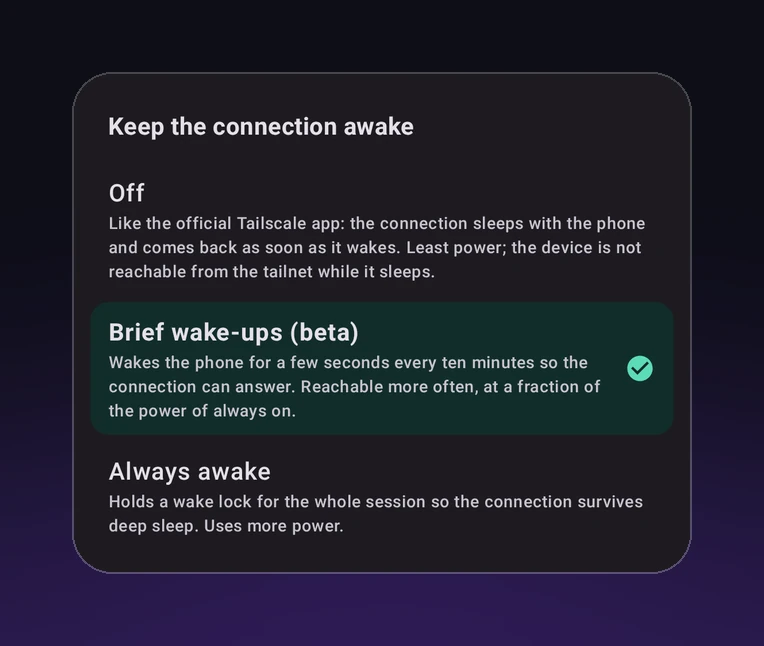 Keep the connection awake
Off
Like the official Tailscale app: the connection sleeps with the phone
and comes back as soon as it wakes. Least power; the device is not
reachable from the tailnet while it sleeps.
Brief wake-ups (beta)
Wakes the phone for a few seconds every ten minutes so the
connection can answer. Reachable more often, at a fraction of
the power of always on.
Always awake
Holds a wake lock for the whole session so the connection survives
deep sleep. Uses more power.